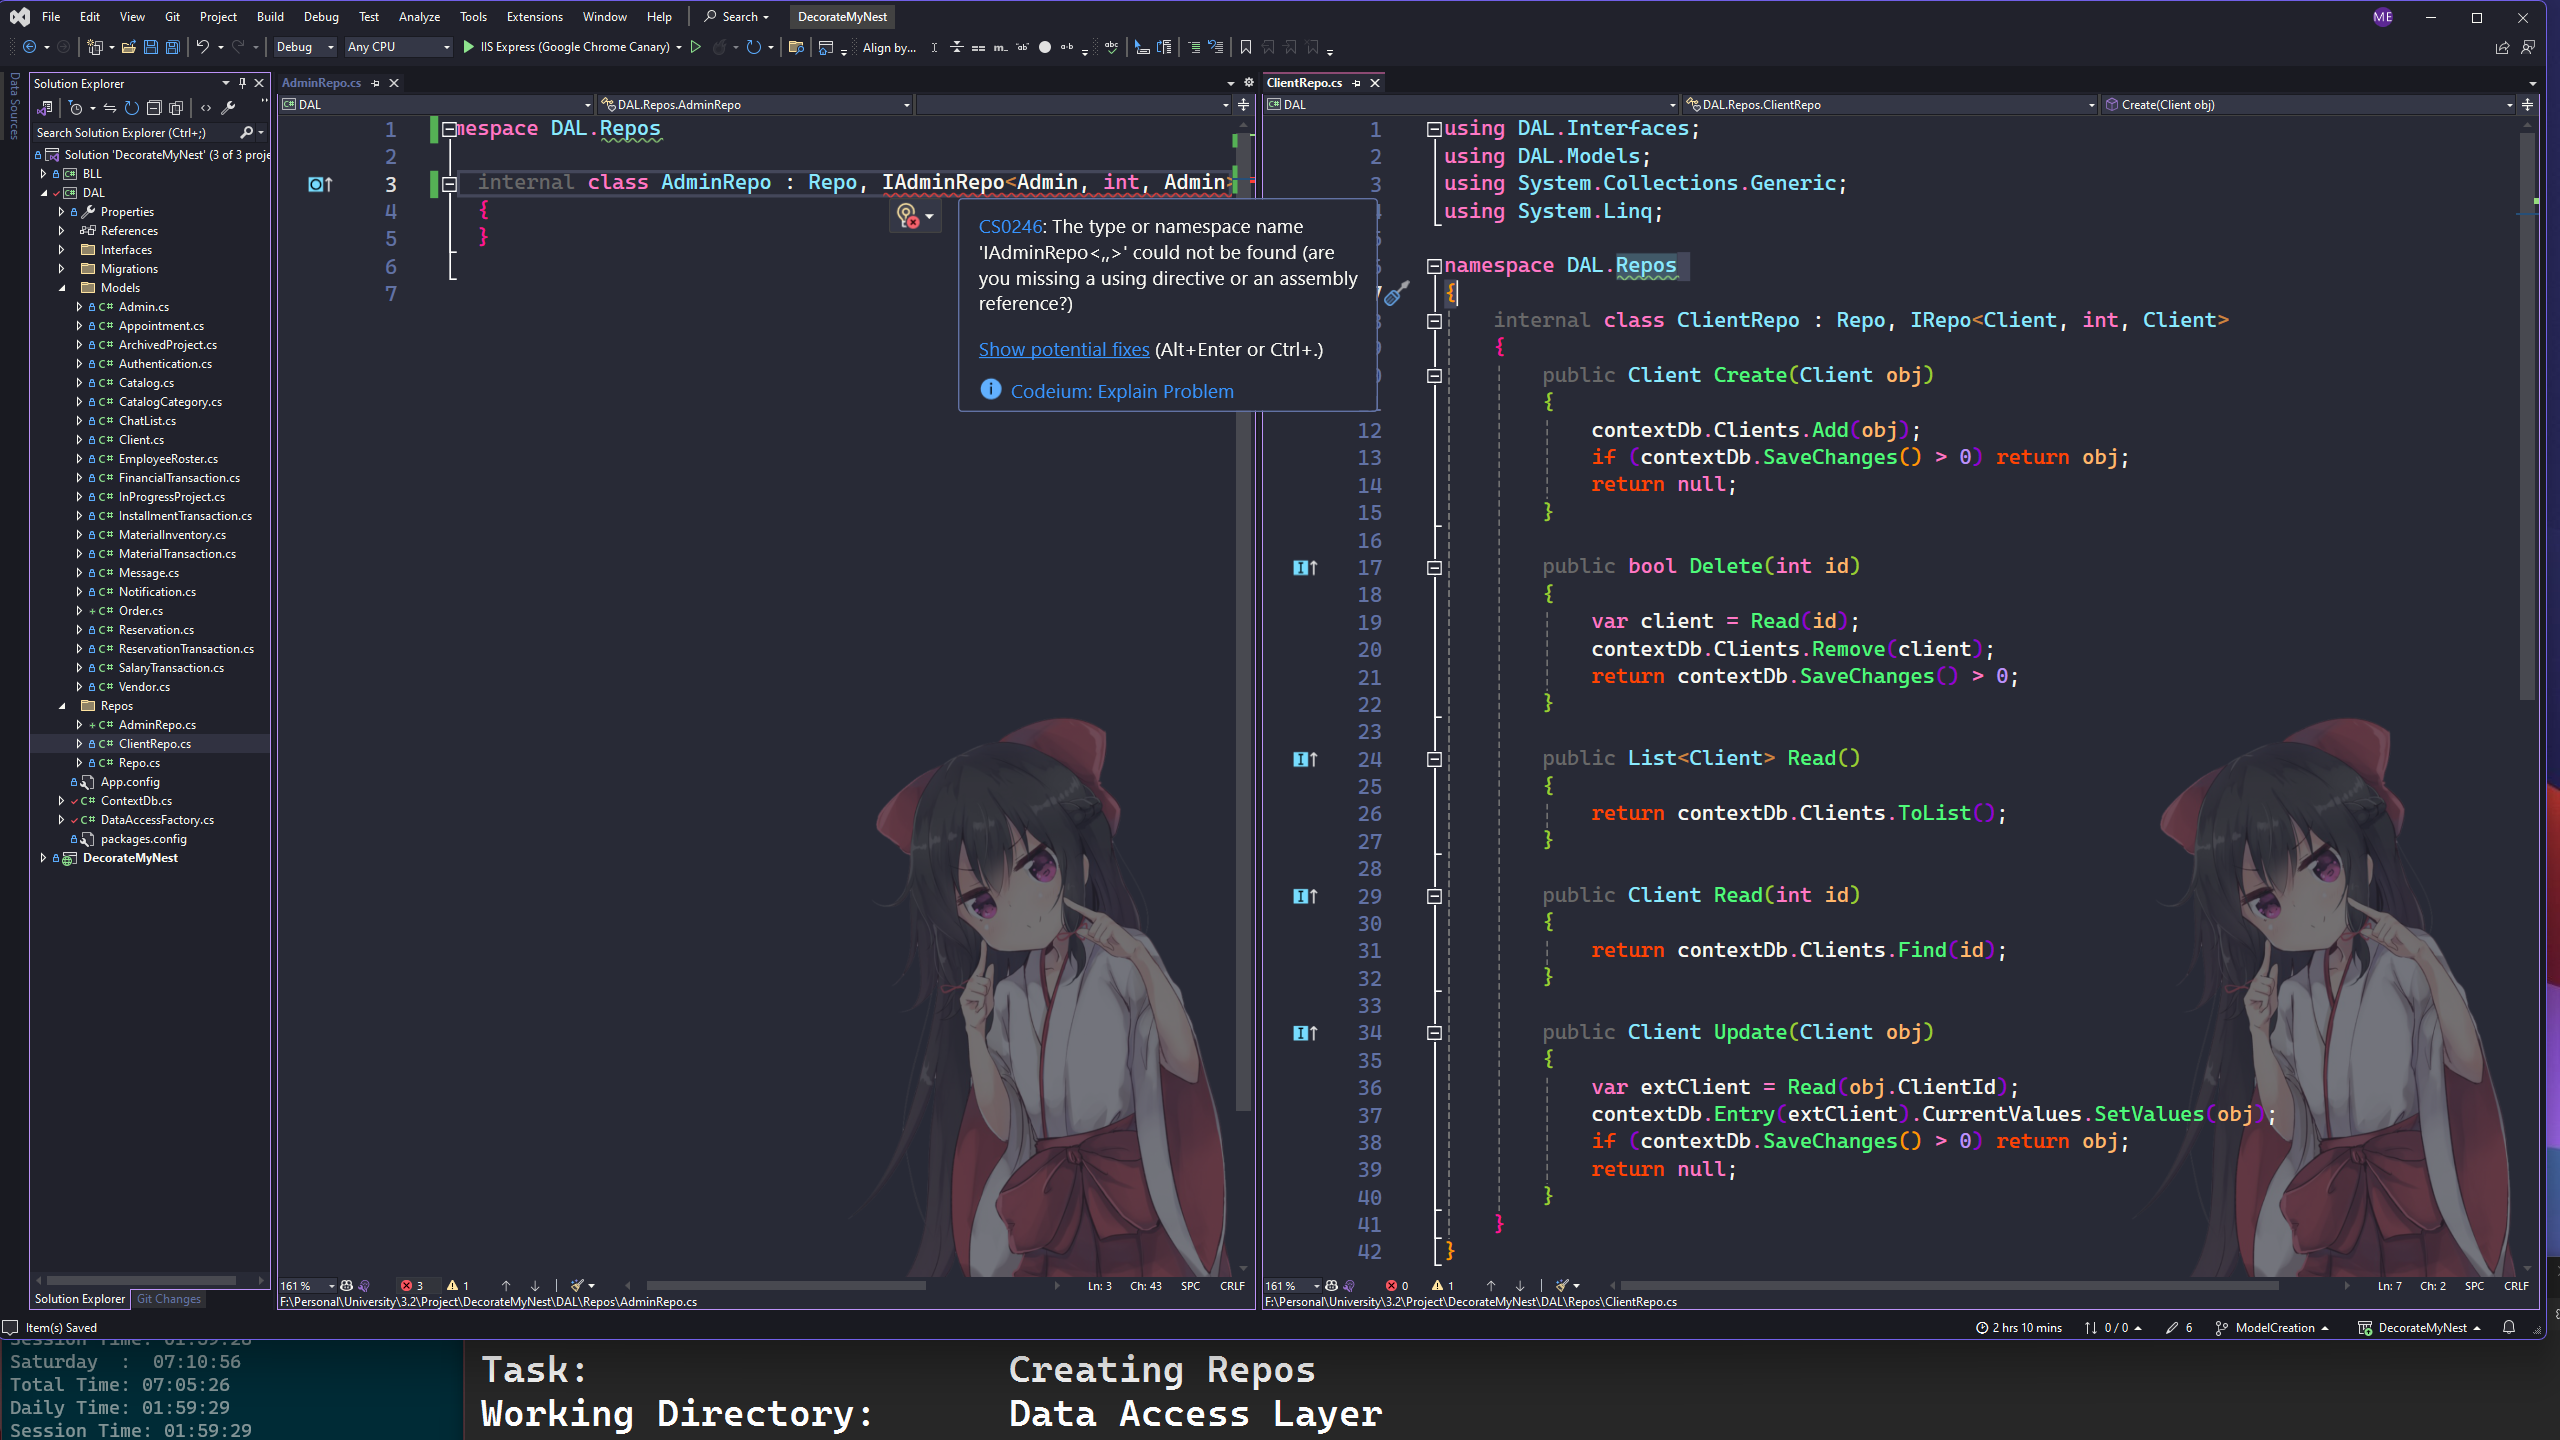 File Edit View Git Project Build Debug Test Analyze Tools Extensions Window Help Search DecorateMyNest ME
Debug Any CPU IIS Express (Google Chrome Canary) Align by...
Data Sources
Solution Explorer
Search Solution Explorer (Ctrl+;)
Solution 'DecorateMyNest' (3 of 3 proje
BLL
DAL
Properties
References
Interfaces
Migrations
Models
Admin.cs
Appointment.cs
ArchivedProject.cs
Authentication.cs
Catalog.cs
CatalogCategory.cs
ChatList.cs
Client.cs
EmployeeRoster.cs
FinancialTransaction.cs
InProgressProject.cs
InstallmentTransaction.cs
MaterialInventory.cs
MaterialTransaction.cs
Message.cs
Notification.cs
Order.cs
Reservation.cs
ReservationTransaction.cs
SalaryTransaction.cs
Vendor.cs
Repos
AdminRepo.cs
ClientRepo.cs
Repo.cs
App.config
ContextDb.cs
DataAccessFactory.cs
packages.config
DecorateMyNest
Solution Explorer Git Changes
AdminRepo.cs
DAL DAL.Repos.AdminRepo
1 mespace DAL.Repos
2
3 internal class AdminRepo : Repo, IAdminRepo<Admin, int, Admin>
4 {
5 }
6
7
CS0246: The type or namespace name
'IAdminRepo<,,>' could not be found (are
you missing a using directive or an assembly
reference?)
Show potential fixes (Alt+Enter or Ctrl+.)
Codeium: Explain Problem
161 % 3 1 Ln: 3 Ch: 43 SPC CRLF
F:\Personal\University\3.2\Project\DecorateMyNest\DAL\Repos\AdminRepo.cs
ClientRepo.cs
DAL DAL.Repos.ClientRepo Create(Client obj)
1 using DAL.Interfaces;
2 using DAL.Models;
3 using System.Collections.Generic;
using System.Linq;
namespace DAL.Repos
{
internal class ClientRepo : Repo, IRepo<Client, int, Client>
{
public Client Create(Client obj)
{
12 contextDb.Clients.Add(obj);
13 if (contextDb.SaveChanges() > 0) return obj;
14 return null;
15 }
16
17 public bool Delete(int id)
18 {
19 var client = Read(id);
20 contextDb.Clients.Remove(client);
21 return contextDb.SaveChanges() > 0;
22 }
23
24 public List<Client> Read()
25 {
26 return contextDb.Clients.ToList();
27 }
28
29 public Client Read(int id)
30 {
31 return contextDb.Clients.Find(id);
32 }
33
34 public Client Update(Client obj)
35 {
36 var extClient = Read(obj.ClientId);
37 contextDb.Entry(extClient).CurrentValues.SetValues(obj);
38 if (contextDb.SaveChanges() > 0) return obj;
39 return null;
40 }
41 }
42 }
161 % 0 1 Ln: 7 Ch: 2 SPC CRLF
F:\Personal\University\3.2\Project\DecorateMyNest\DAL\Repos\ClientRepo.cs
Item(s) Saved 2 hrs 10 mins 0 / 0 6 ModelCreation DecorateMyNest
Session Time: 01:59:28
Saturday : 07:10:56
Total Time: 07:05:26
Daily Time: 01:59:29
Session Time: 01:59:29
Task: Creating Repos
Working Directory: Data Access Layer